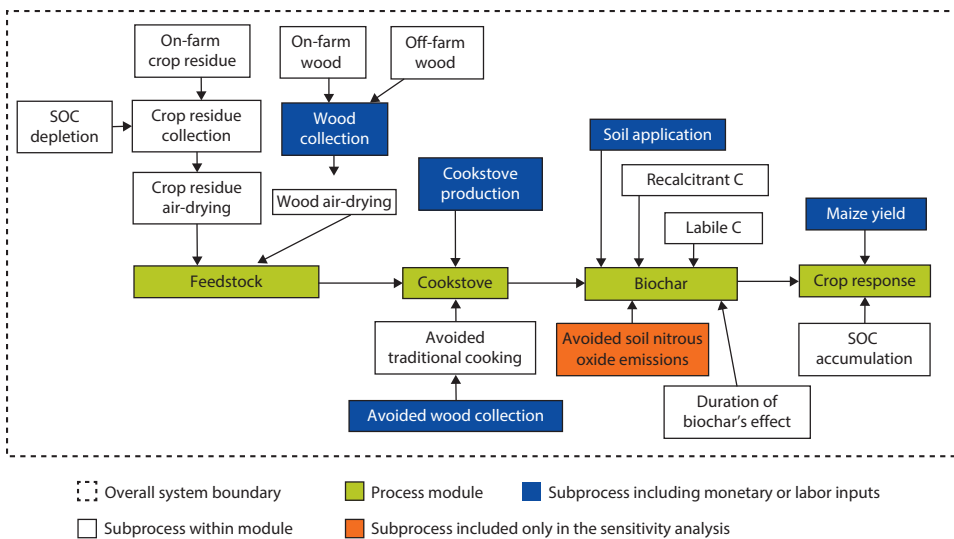 On-farm
crop residue
On-farm
wood
Off-farm
wood
SOC
depletion
Crop residue
collection
Wood
collection
Soil application
Crop residue
air-drying
Wood air-drying
Cookstove
production
Recalcitrant C
Labile C
Maize yield
Feedstock
Cookstove
Biochar
Crop response
Avoided
traditional cooking
Avoided soil nitrous
oxide emissions
SOC
accumulation
Avoided wood collection
Duration of
biochar's effect
Overall system boundary
Process module
Subprocess including monetary or labor inputs
Subprocess within module
Subprocess included only in the sensitivity analysis